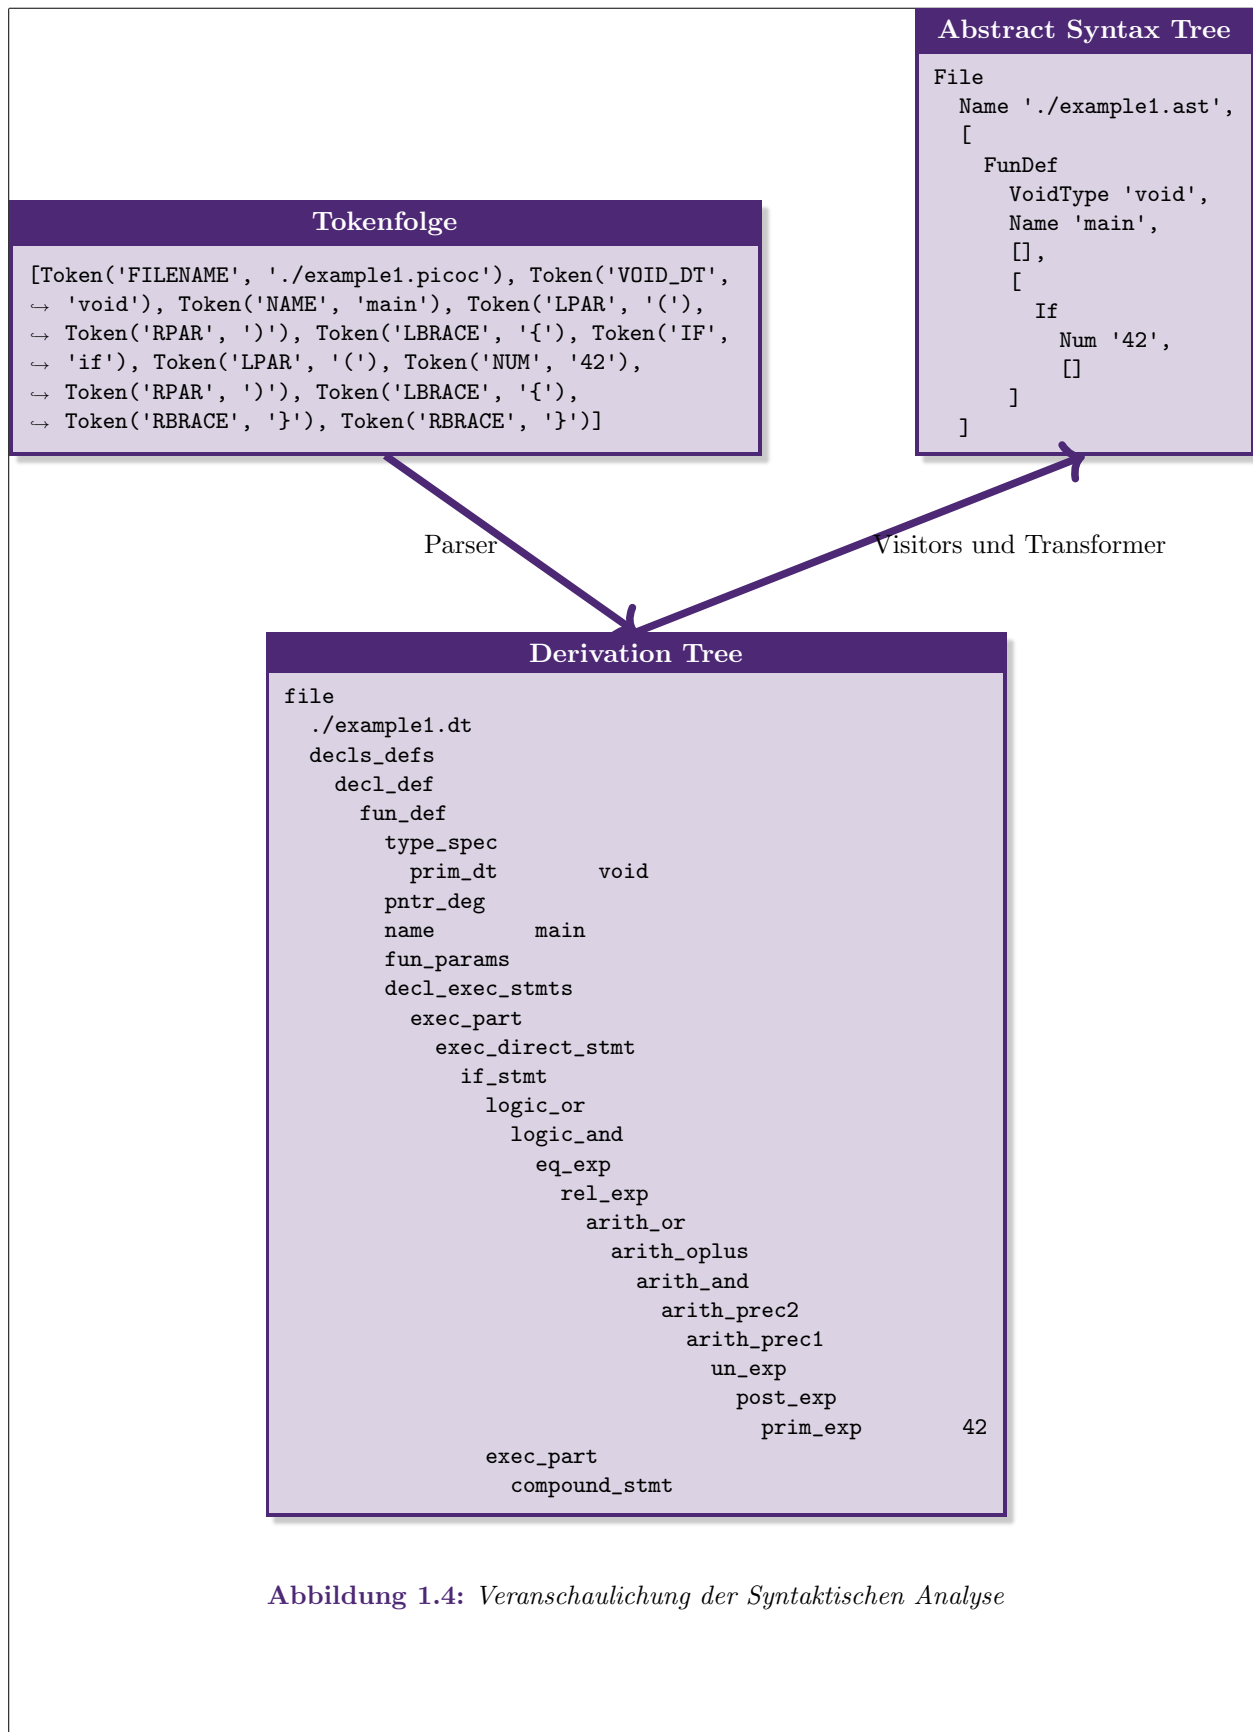 Abstract Syntax Tree
File
  Name './example1.ast',
  [
    FunDef
      VoidType 'void',
      Name 'main',
      [],
      [
        If
          Num '42',
          []
      ]
  ]
Tokenfolge
[Token('FILENAME', './example1.picoc'), Token('VOID_DT',
↪ 'void'), Token('NAME', 'main'), Token('LPAR', '('),
↪ Token('RPAR', ')'), Token('LBRACE', '{'), Token('IF',
↪ 'if'), Token('LPAR', '('), Token('NUM', '42'),
↪ Token('RPAR', ')'), Token('LBRACE', '{'),
↪ Token('RBRACE', '}'), Token('RBRACE', '}')]
Parser
Visitors und Transformer
Derivation Tree
file
  ./example1.dt
  decls_defs
    decl_def
      fun_def
        type_spec
          prim_dt        void
        pntr_deg
        name        main
        fun_params
        decl_exec_stmts
          exec_part
            exec_direct_stmt
              if_stmt
                logic_or
                  logic_and
                    eq_exp
                      rel_exp
                        arith_or
                          arith_oplus
                            arith_and
                              arith_prec2
                                arith_prec1
                                  un_exp
                                    post_exp
                                      prim_exp        42
                exec_part
                  compound_stmt
Abbildung 1.4: Veranschaulichung der Syntaktischen Analyse